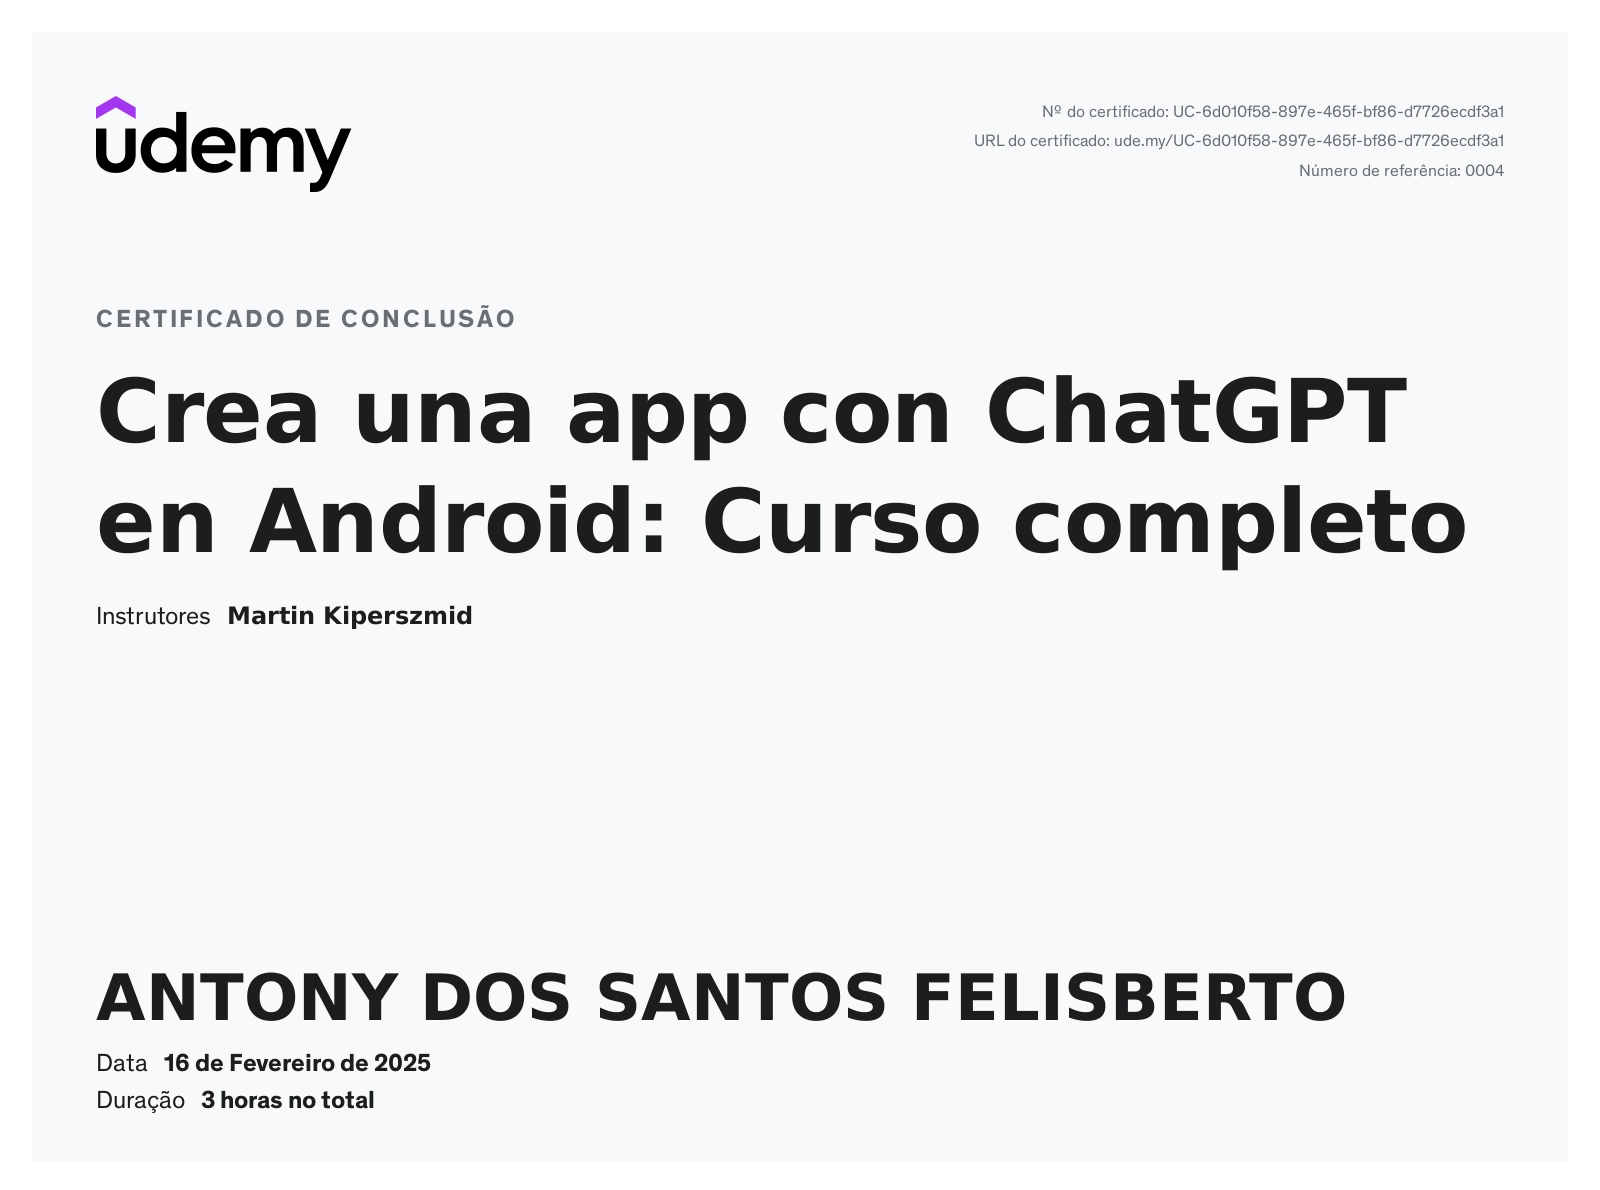 udemy
Nº do certificado: UC-6d010f58-897e-465f-bf86-d7726ecdf3a1
URL do certificado: ude.my/UC-6d010f58-897e-465f-bf86-d7726ecdf3a1
Número de referência: 0004
CERTIFICADO DE CONCLUSÃO
Crea una app con ChatGPT
en Android: Curso completo
Instrutores Martin Kiperszmid
ANTONY DOS SANTOS FELISBERTO
Data 16 de Fevereiro de 2025
Duração 3 horas no total